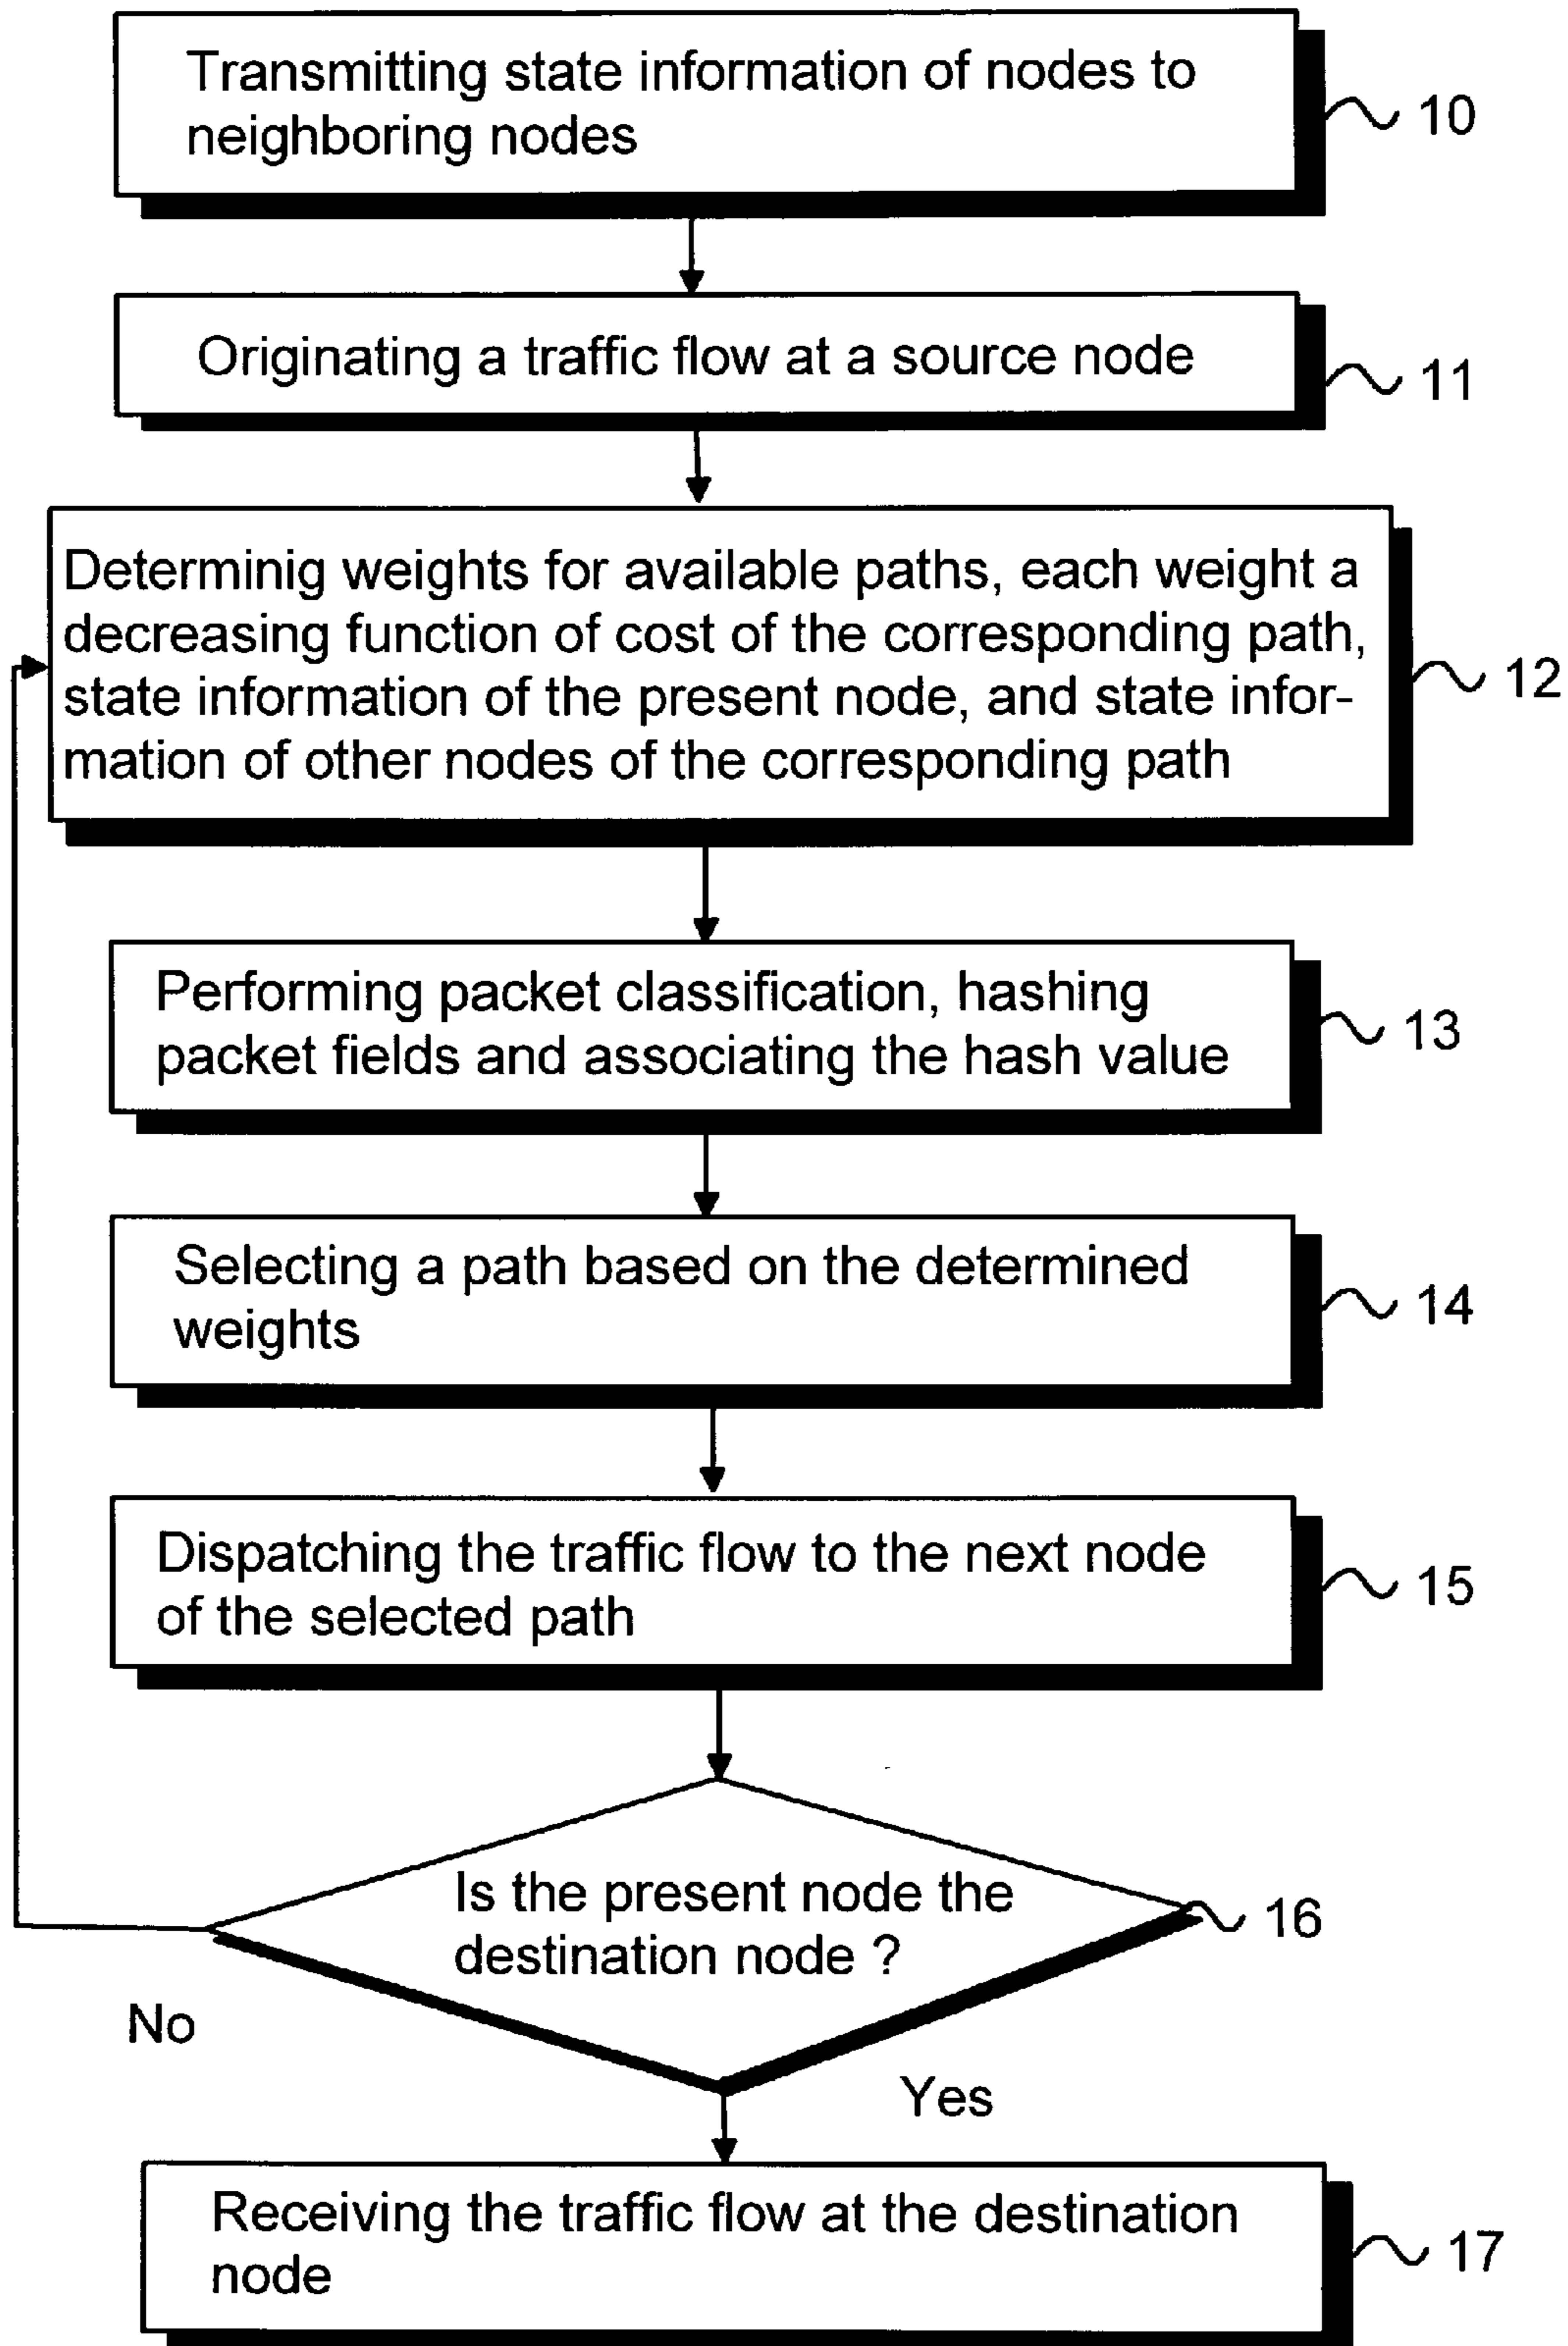 Transmitting state information of nodes to
neighboring nodes
10
Originating a traffic flow at a source node
11
Determinig weights for available paths, each weight a
decreasing function of cost of the corresponding path,
state information of the present node, and state infor-
mation of other nodes of the corresponding path
12
Performing packet classification, hashing
packet fields and associating the hash value
13
Selecting a path based on the determined
weights
14
Dispatching the traffic flow to the next node
of the selected path
15
Is the present node the
destination node ?
16
No
Yes
Receiving the traffic flow at the destination
node
17